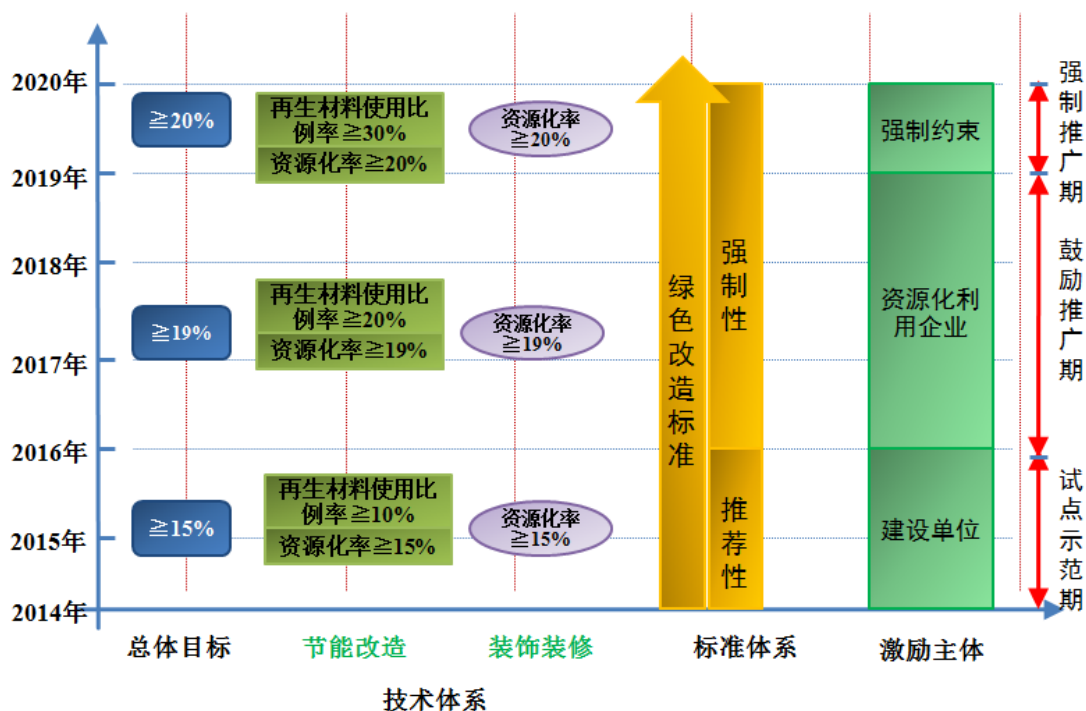 2020年
2019年
2018年
2017年
2016年
2015年
2014年
≧20%
≧19%
≧15%
再生材料使用比
例率≧30%
资源化率≧20%
再生材料使用比
例率≧20%
资源化率≧19%
再生材料使用比
例率≧10%
资源化率≧15%
资源化率
≧20%
资源化率
≧19%
资源化率
≧15%
绿色改造标准
强制性
推荐性
强制约束
资源化利
用企业
建设单位
强制推广期
鼓励推广期
试点示范期
总体目标
节能改造
装饰装修
标准体系
激励主体
技术体系